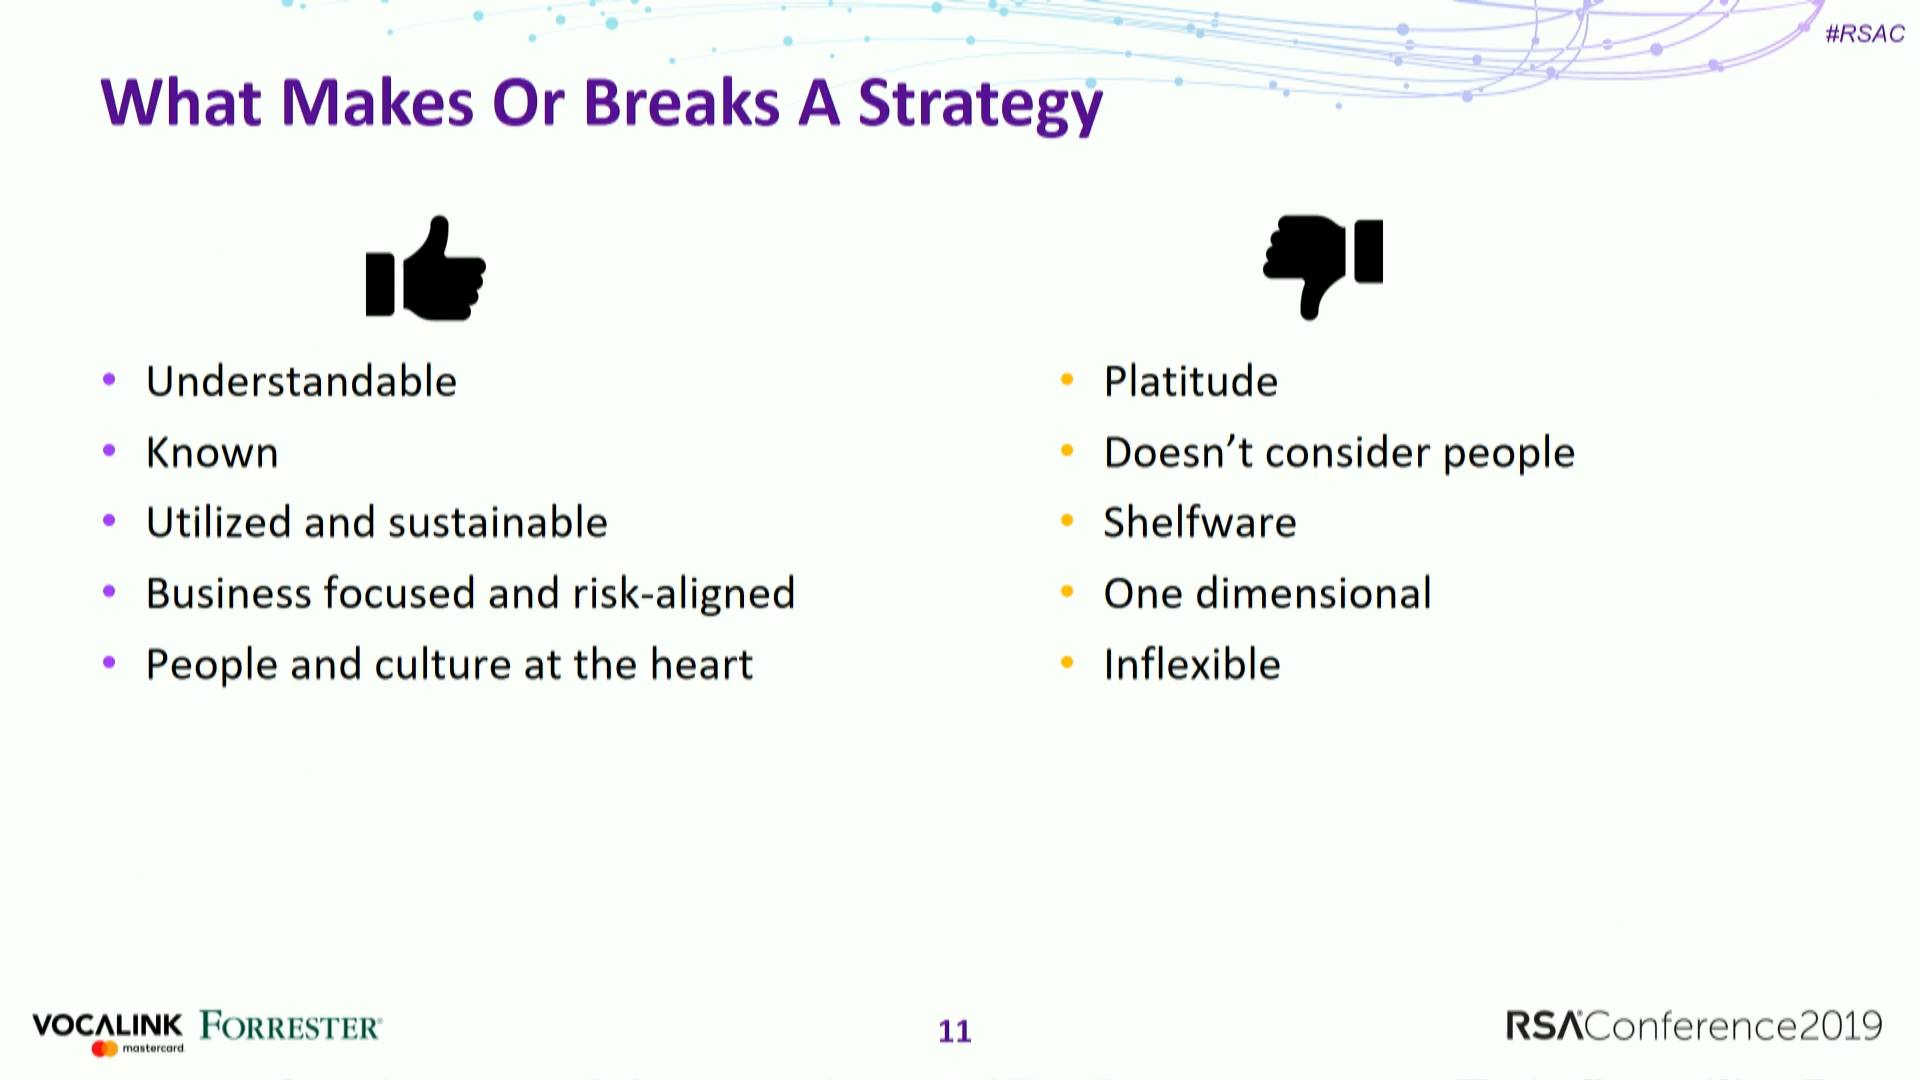 #RSAC
What Makes Or Breaks A Strategy
• Understandable
• Known
• Utilized and sustainable
• Business focused and risk-aligned
• People and culture at the heart
• Platitude
• Doesn’t consider people
• Shelfware
• One dimensional
• Inflexible
VOCALINK
mastercard
FORRESTER®
11
RSAConference2019